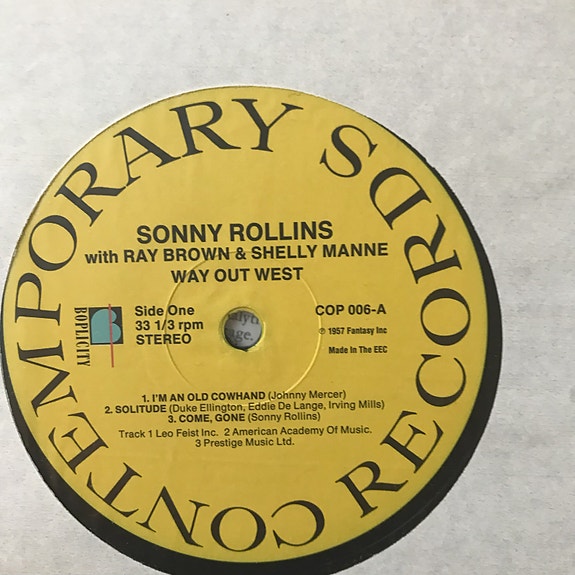 CONTEMPORARY RECORDS
SONNY ROLLINS
with RAY BROWN & SHELLY MANNE
WAY OUT WEST
BOPLICITY
Side One
33 1/3 rpm
STEREO
COP 006-A
℗ 1957 Fantasy Inc
Made In The EEC
1. I'M AN OLD COWHAND (Johnny Mercer)
2. SOLITUDE (Duke Ellington, Eddie De Lange, Irving Mills)
3. COME, GONE (Sonny Rollins)
Track 1 Leo Feist Inc. 2 American Academy Of Music.
3 Prestige Music Ltd.